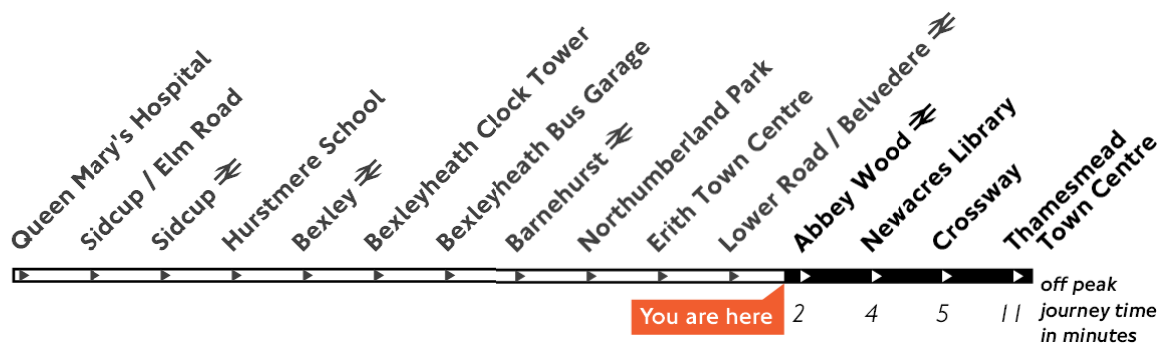 Queen Mary's Hospital
Sidcup / Elm Road
Sidcup
Hurstmere School
Bexley
Bexleyheath Clock Tower
Bexleyheath Bus Garage
Barnehurst
Northumberland Park
Erith Town Centre
Lower Road / Belvedere
Abbey Wood
Newacres Library
Crossway
Thamesmead
Town Centre
You are here
2 4 5 11
off peak
journey time
in minutes